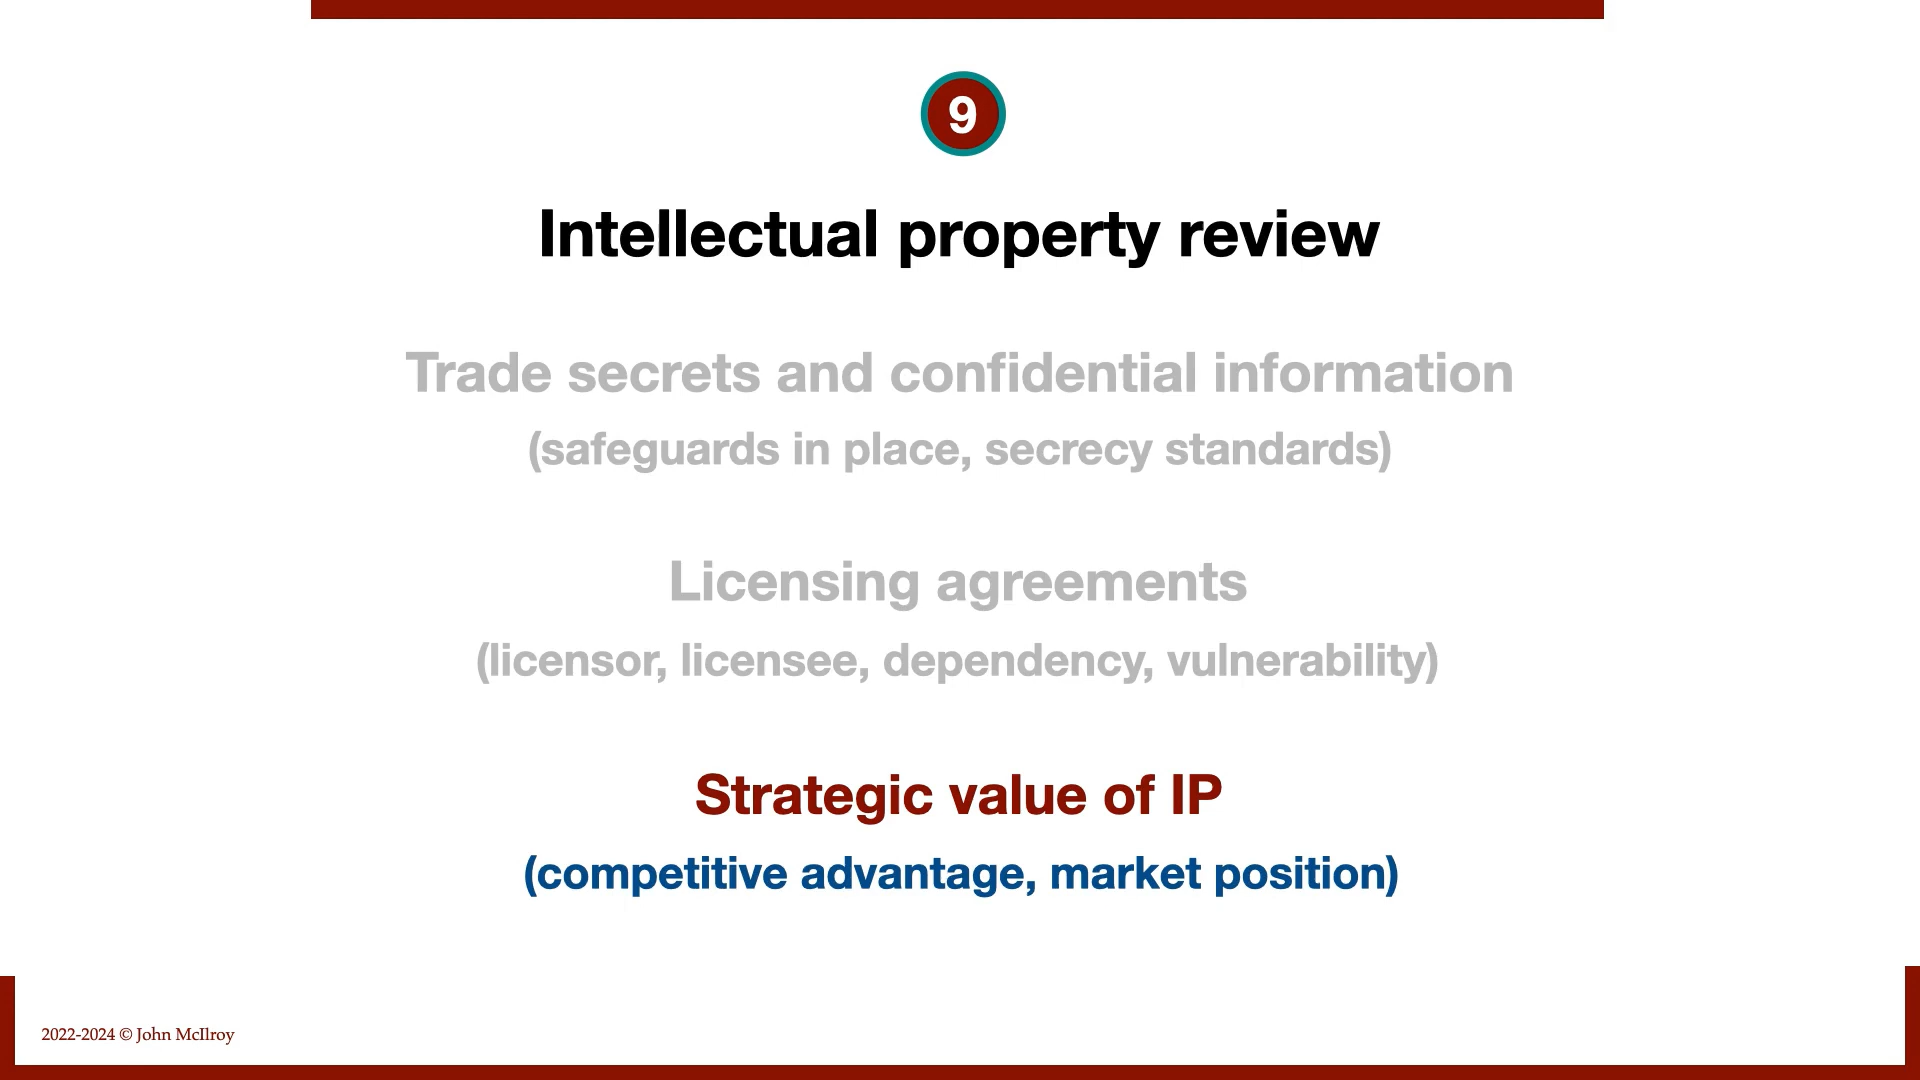 9
Intellectual property review
Trade secrets and confidential information
(safeguards in place, secrecy standards)
Licensing agreements
(licensor, licensee, dependency, vulnerability)
Strategic value of IP
(competitive advantage, market position)
2022-2024 © John McIlroy